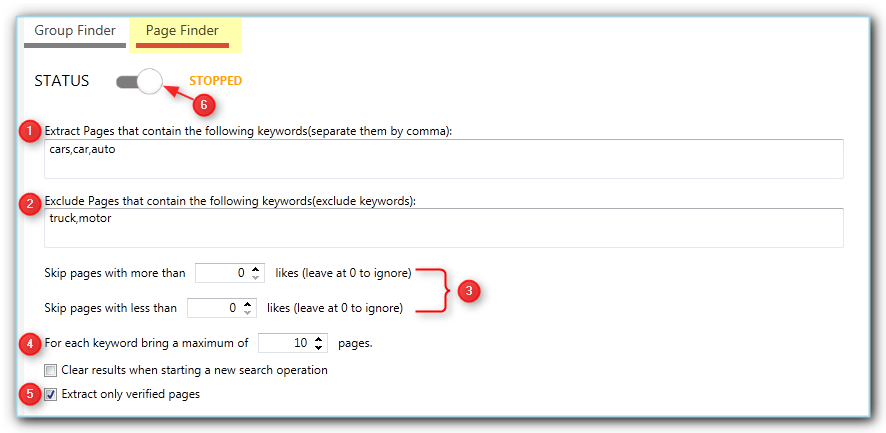 Group Finder Page Finder
STATUS STOPPED
6
1 Extract Pages that contain the following keywords(separate them by comma):
cars,car,auto
2 Exclude Pages that contain the following keywords(exclude keywords):
truck,motor
Skip pages with more than 0 likes (leave at 0 to ignore)
3
Skip pages with less than 0 likes (leave at 0 to ignore)
4 For each keyword bring a maximum of 10 pages.
Clear results when starting a new search operation
5 Extract only verified pages